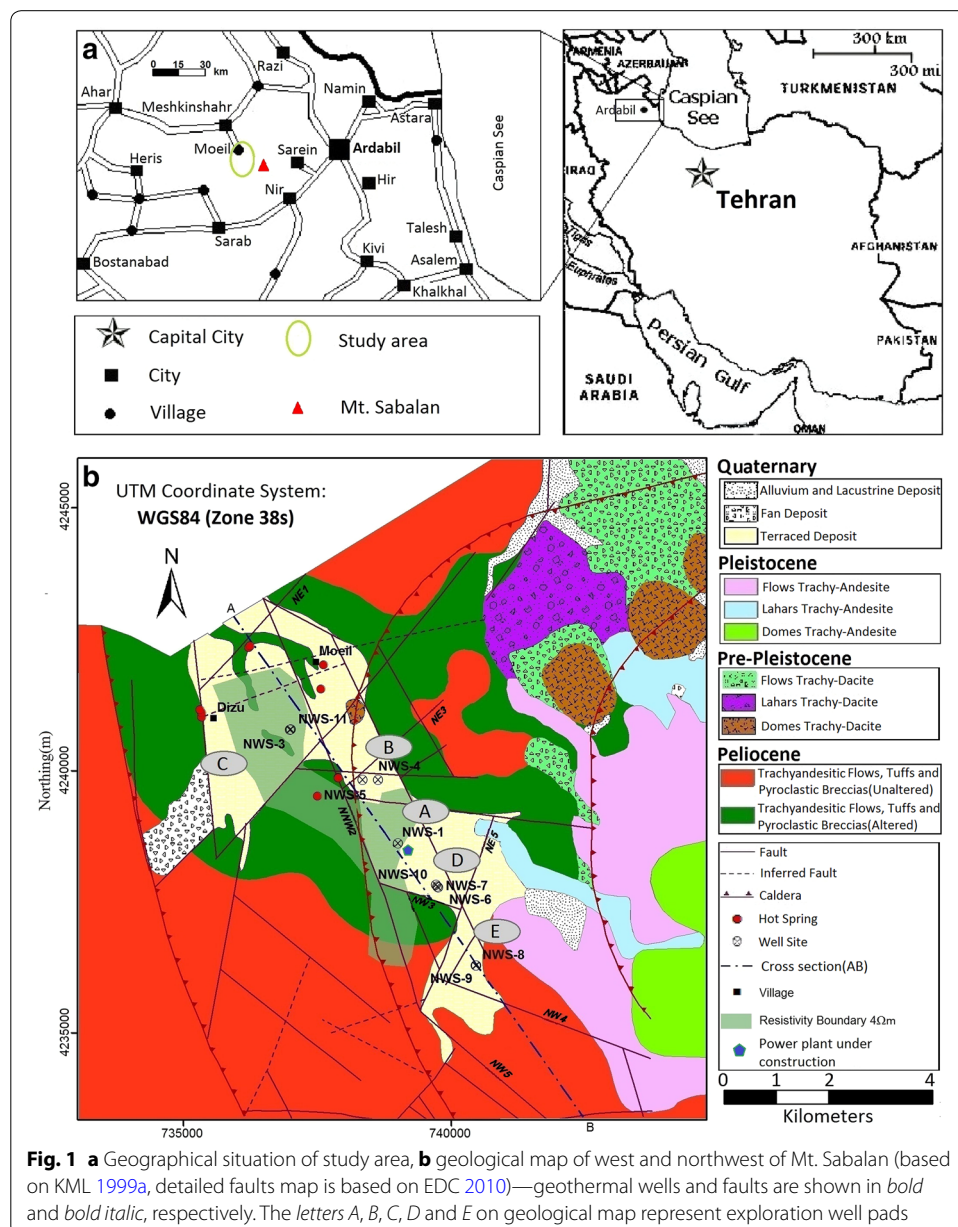 a
0 15 30
km
Razi
Ahar
Meshkinshahr
Namin
Astara
Moeil
Sarein
Ardabil
Heris
Nir
Hir
Caspian See
Sarab
Talesh
Bostanabad
Kivi
Asalem
Khalkhal
300 km
300 mi
ARMENIA
AZERBAIJAN
TURKMENISTAN
Ardabil
Caspian
See
IRAQ
Tehran
Tigris
Euphrates
AFGHANISTAN
Persian Gulf
PAKISTAN
SAUDI
ARABIA
OMAN
Capital City
Study area
City
Village
Mt. Sabalan
b
UTM Coordinate System:
WGS84 (Zone 38s)
N
4245000
Northing(m)
4240000
4235000
735000
740000
A
NE1
Moeil
Dizu
NWS-11
NWS-3
NE3
B
NWS-4
C
NWS-5
A
NNW2
NWS-1
NE5
D
NWS-10
NWS-7
NWS-6
NW3
E
NWS-8
NWS-9
NW4
NW5
B
Quaternary
Alluvium and Lacustrine Deposit
Fan Deposit
Terraced Deposit
Pleistocene
Flows Trachy-Andesite
Lahars Trachy-Andesite
Domes Trachy-Andesite
Pre-Pleistocene
Flows Trachy-Dacite
Lahars Trachy-Dacite
Domes Trachy-Dacite
Peliocene
Trachyandesitic Flows, Tuffs and
Pyroclastic Breccias(Unaltered)
Trachyandesitic Flows, Tuffs and
Pyroclastic Breccias(Altered)
Fault
Inferred Fault
Caldera
Hot Spring
Well Site
Cross section(AB)
Village
Resistivity Boundary 4Ωm
Power plant under
construction
0 1 2 4
Kilometers
Fig. 1 a Geographical situation of study area, b geological map of west and northwest of Mt. Sabalan (based
on KML 1999a, detailed faults map is based on EDC 2010)—geothermal wells and faults are shown in bold
and bold italic, respectively. The letters A, B, C, D and E on geological map represent exploration well pads